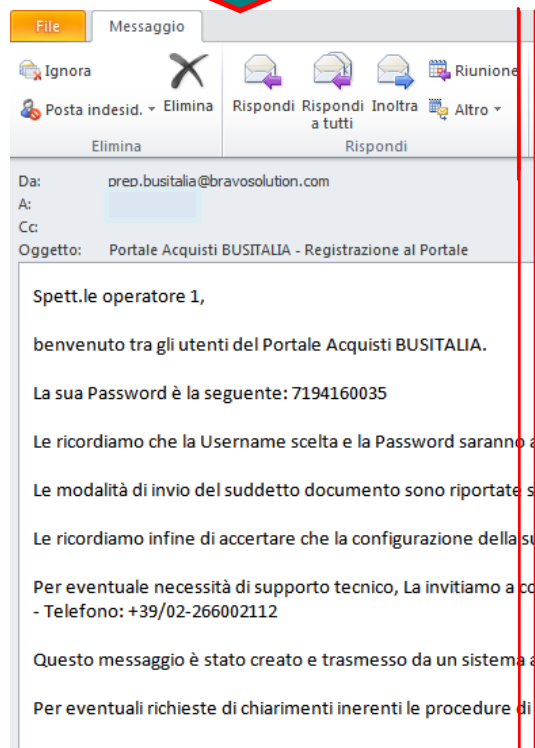 File Messaggio
Ignora
Posta indesid. Elimina Rispondi Rispondi a tutti Inoltra Riunione
Altro
Elimina Rispondi
Da: prep.busitalia@bravosolution.com
A:
Cc:
Oggetto: Portale Acquisti BUSITALIA - Registrazione al Portale
Spett.le operatore 1,
benvenuto tra gli utenti del Portale Acquisti BUSITALIA.
La sua Password è la seguente: 7194160035
Le ricordiamo che la Username scelta e la Password saranno a
Le modalità di invio del suddetto documento sono riportate s
Le ricordiamo infine di accertare che la configurazione della su
Per eventuale necessità di supporto tecnico, La invitiamo a co
- Telefono: +39/02-266002112
Questo messaggio è stato creato e trasmesso da un sistema a
Per eventuali richieste di chiarimenti inerenti le procedure di